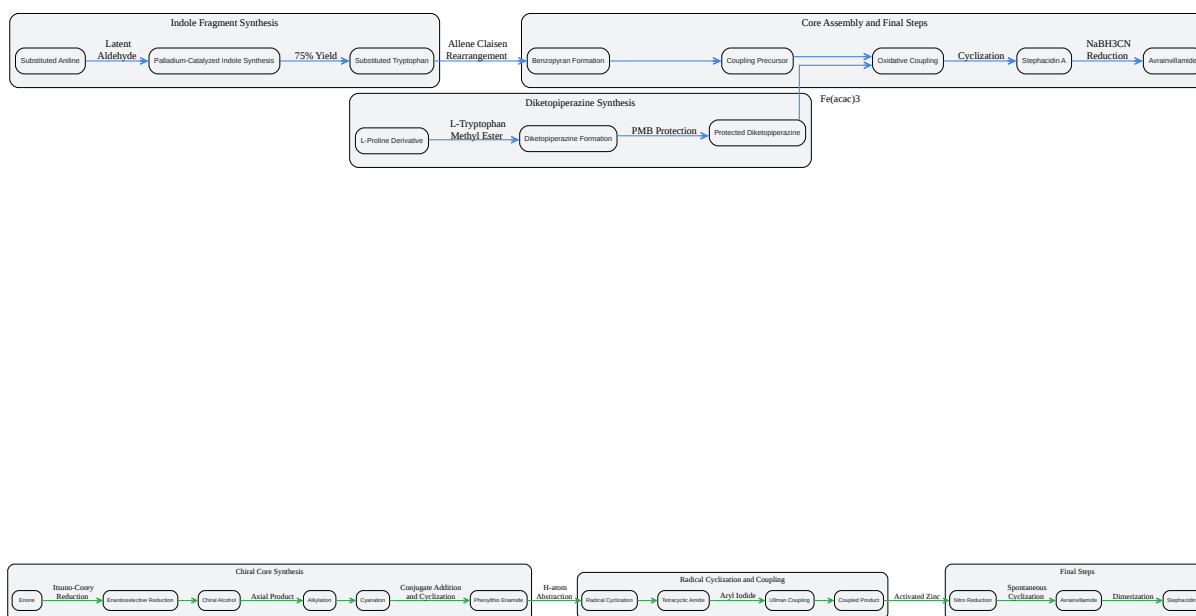 Indole Fragment Synthesis
Substituted Aniline
Latent
Aldehyde
Palladium-Catalyzed Indole Synthesis
75% Yield
Substituted Tryptophan
Allene Claisen
Rearrangement
Core Assembly and Final Steps
Benzopyran Formation
Coupling Precursor
Oxidative Coupling
Cyclization
Stephacidin A
NaBH3CN
Reduction
Avrainvillamide
Diketopiperazine Synthesis
L-Proline Derivative
L-Tryptophan
Methyl Ester
Diketopiperazine Formation
PMB Protection
Protected Diketopiperazine
Fe(acac)3
Chiral Core Synthesis
Enone
Itsuno-Corey
Reduction
Enantioselective Reduction
Chiral Alcohol
Axial Product
Alkylation
Cyanation
Conjugate Addition
and Cyclization
Phenylthio Enamide
H-atom
Abstraction
Radical Cyclization and Coupling
Radical Cyclization
Tetracyclic Amide
Aryl Iodide
Ullman Coupling
Coupled Product
Activated Zinc
Final Steps
Nitro Reduction
Spontaneous
Cyclization
Avrainvillamide
Dimerization
Stephacidin